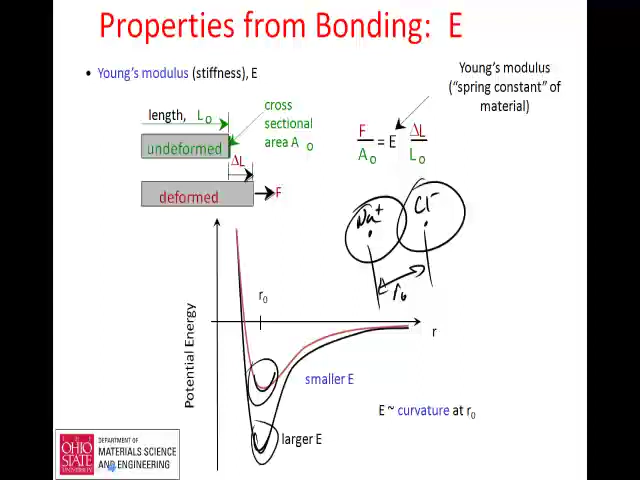 Properties from Bonding: E
• Young's modulus (stiffness), E
Young's modulus
("spring constant" of
material)
length, Lo
cross
sectional
area Ao
undeformed
ΔL
deformed
F
F/Ao = E ΔL/Lo
Na+
Cl-
r0
r0
Potential Energy
r
smaller E
E ~ curvature at r0
larger E
THE
OHIO
STATE
UNIVERSITY
DEPARTMENT OF
MATERIALS SCIENCE
AND ENGINEERING